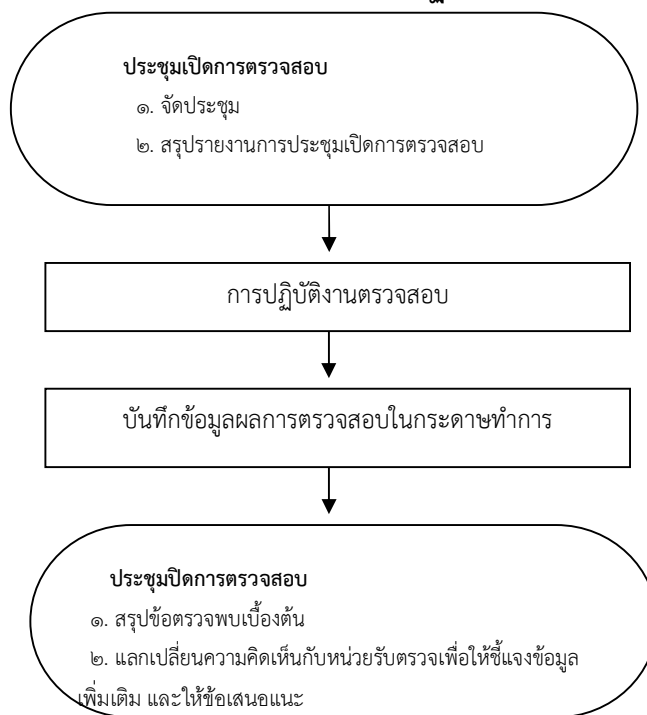 ประชุมเปิดการตรวจสอบ
๑. จัดประชุม
๒. สรุปรายงานการประชุมเปิดการตรวจสอบ
การปฏิบัติงานตรวจสอบ
บันทึกข้อมูลผลการตรวจสอบในกระดาษทำการ
ประชุมปิดการตรวจสอบ
๑. สรุปข้อตรวจพบเบื้องต้น
๒. แลกเปลี่ยนความคิดเห็นกับหน่วยรับตรวจเพื่อให้ชี้แจงข้อมูล
เพิ่มเติม และให้ข้อเสนอแนะ